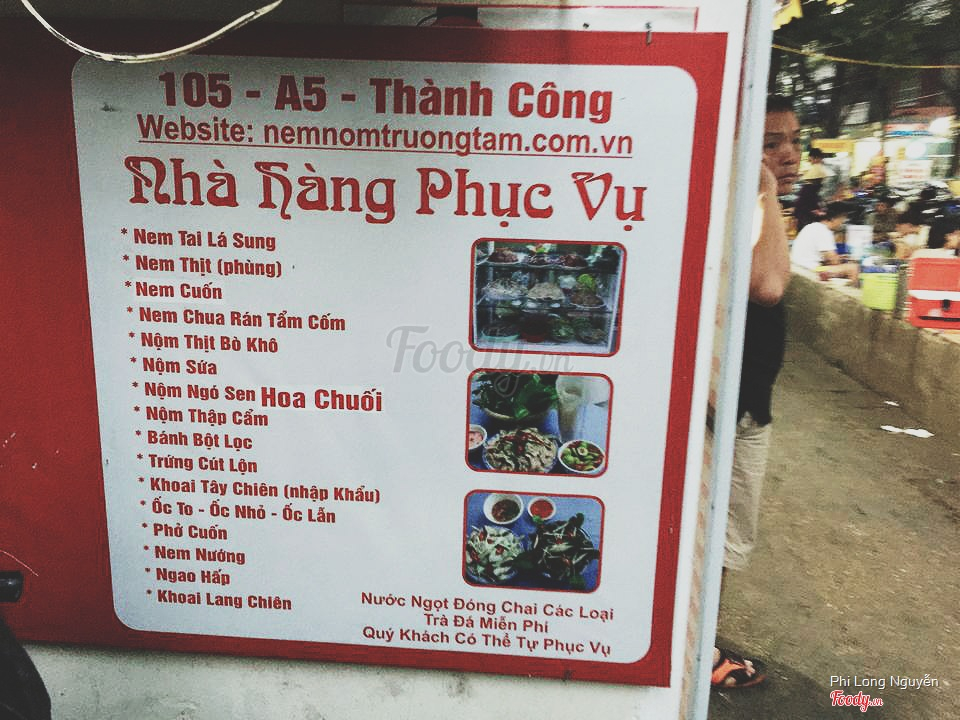 105 - A5 - Thành Công
Website: nemnomtruongtam.com.vn
Nhà Hàng Phục Vụ
* Nem Tai Lá Sung
* Nem Thịt (phùng)
* Nem Cuốn
* Nem Chua Rán Tẩm Cốm
* Nộm Thịt Bò Khô
* Nộm Sứa
* Nộm Ngó Sen Hoa Chuối
* Nộm Thập Cẩm
* Bánh Bột Lọc
* Trứng Cút Lộn
* Khoai Tây Chiên (nhập Khẩu)
* Ốc To - Ốc Nhỏ - Ốc Lẫn
* Phở Cuốn
* Nem Nướng
* Ngao Hấp
* Khoai Lang Chiên
Nước Ngọt Đóng Chai Các Loại
Trà Đá Miễn Phí
Quý Khách Có Thể Tự Phục Vụ
Foody.vn
Phi Long Nguyễn
Foody.vn